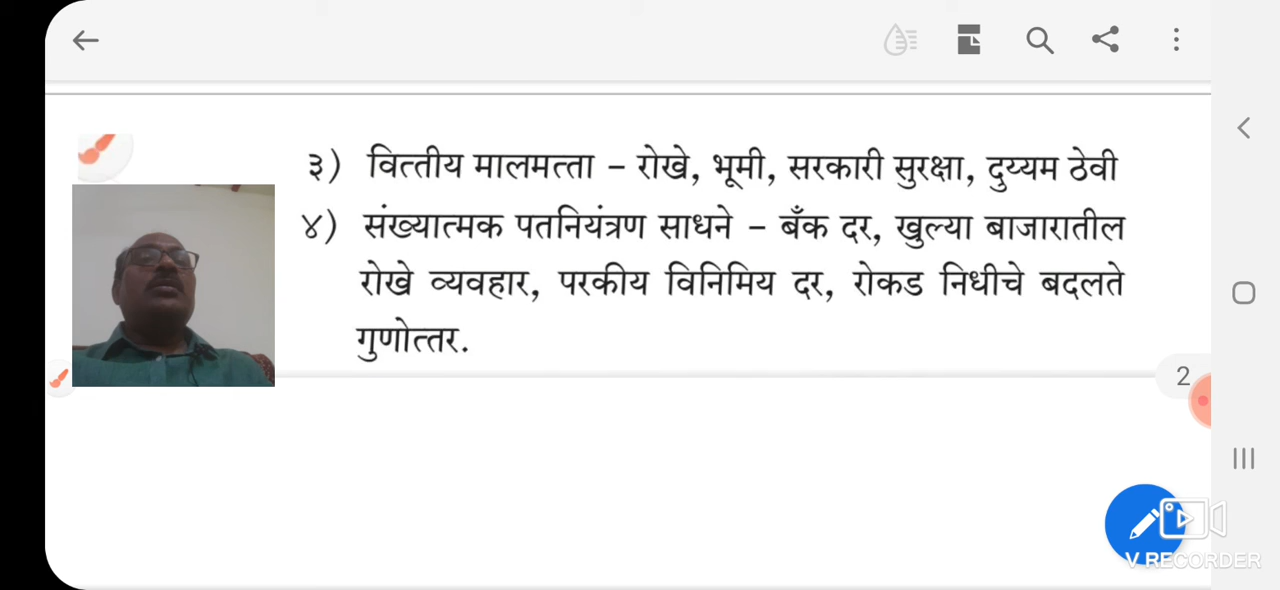 ३) वित्तीय मालमत्ता – रोखे, भूमी, सरकारी सुरक्षा, दुय्यम ठेवी
४) संख्यात्मक पतनियंत्रण साधने – बँक दर, खुल्या बाजारातील
रोखे व्यवहार, परकीय विनिमिय दर, रोकड निधीचे बदलते
गुणोत्तर.
2
V RECORDER